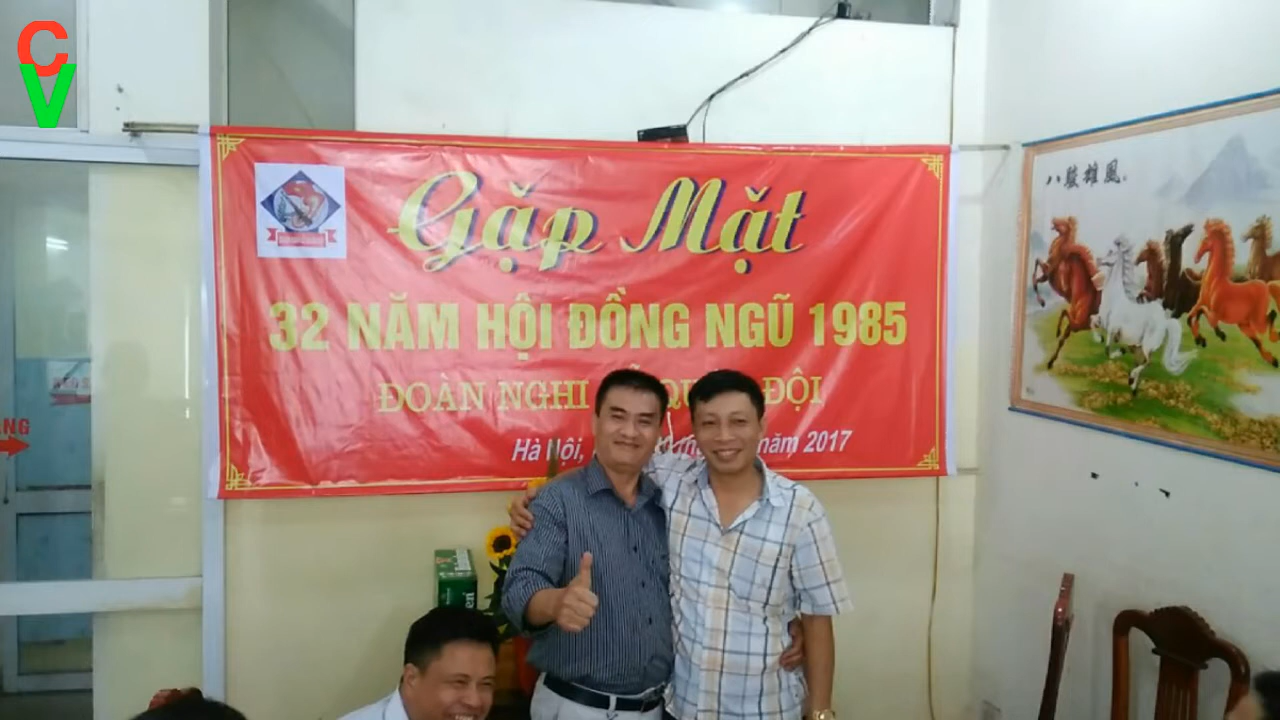 C
V
Gặp Mặt
32 NĂM HỘI ĐỒNG NGŨ 1985
ĐOÀN NGHI ĐỘI
Hà Nội, năm 2017
八駿雄風